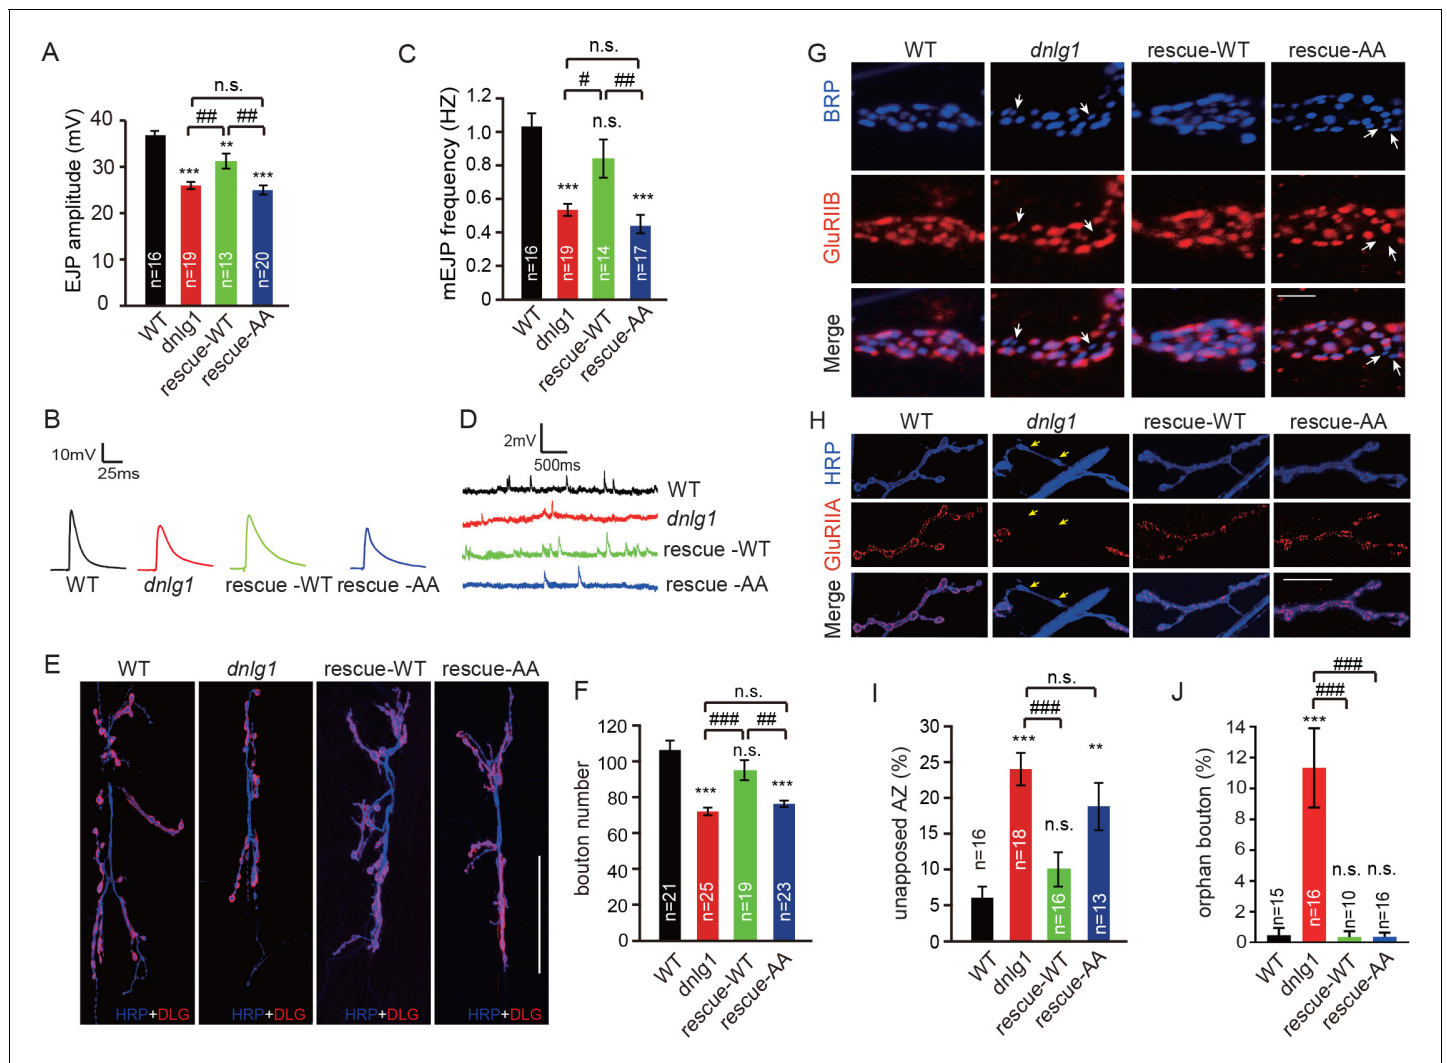 A
n.s.
##
##
EJP amplitude (mV)
40
30
20
10
0
***
**
***
n=16
n=19
n=13
n=20
WT
dnlg1
rescue-WT
rescue-AA
C
n.s.
#
##
mEJP frequency (HZ)
1.2
1.0
0.8
0.6
0.4
0.2
0
***
n.s.
***
n=16
n=19
n=14
n=17
WT
dnlg1
rescue-WT
rescue-AA
B
10mV
25ms
WT
dnlg1
rescue -WT
rescue -AA
D
2mV
500ms
WT
dnlg1
rescue -WT
rescue -AA
E
WT
dnlg1
rescue-WT
rescue-AA
HRP+DLG
HRP+DLG
HRP+DLG
HRP+DLG
F
n.s.
###
##
bouton number
120
100
80
60
40
20
0
***
n.s.
***
n=21
n=25
n=19
n=23
WT
dnlg1
rescue-WT
rescue-AA
G
WT
dnlg1
rescue-WT
rescue-AA
BRP
GluRIIB
Merge
H
WT
dnlg1
rescue-WT
rescue-AA
HRP
GluRIIA
Merge
I
n.s.
###
unapposed AZ (%)
30
25
20
15
10
5
0
***
n.s.
**
n=16
n=18
n=16
n=13
WT
dnlg1
rescue-WT
rescue-AA
J
###
###
orphan bouton (%)
14
12
10
8
6
4
2
0
***
n.s.
n.s.
n=15
n=16
n=10
n=16
WT
dnlg1
rescue-WT
rescue-AA